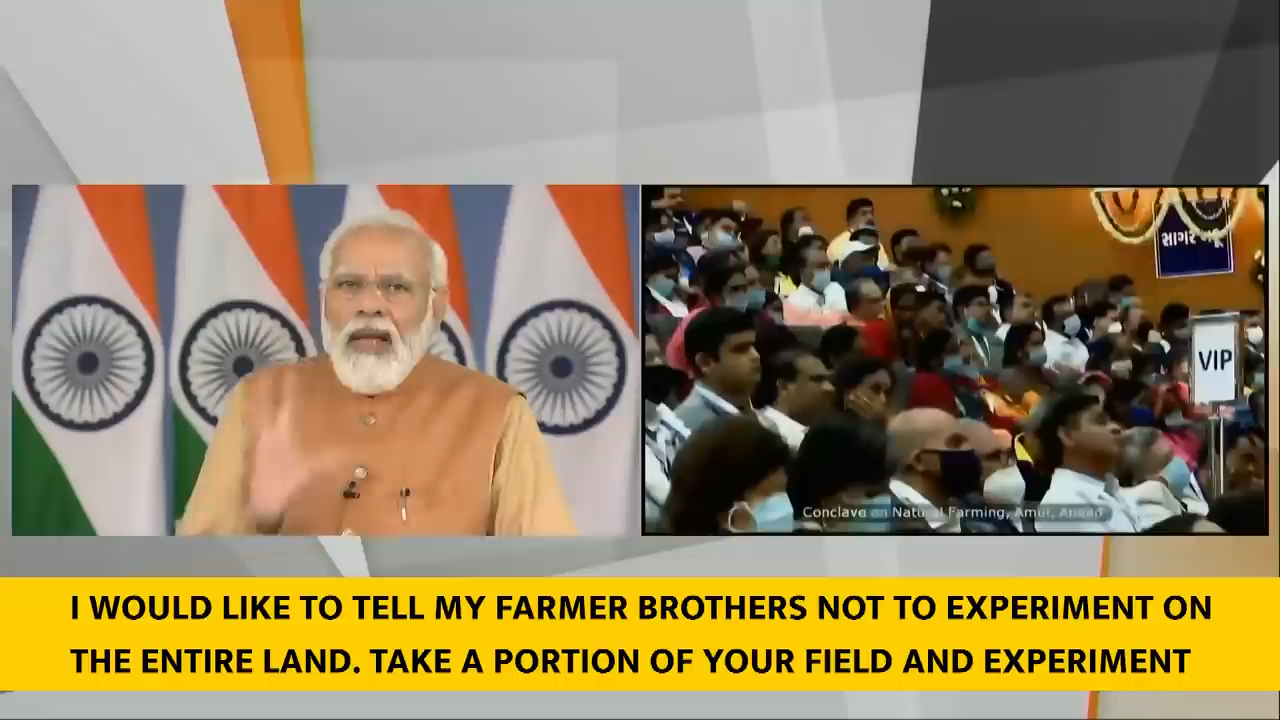 સાગર
VIP
Conclave on Natural Farming, Amul, Anand
I WOULD LIKE TO TELL MY FARMER BROTHERS NOT TO EXPERIMENT ON
THE ENTIRE LAND. TAKE A PORTION OF YOUR FIELD AND EXPERIMENT